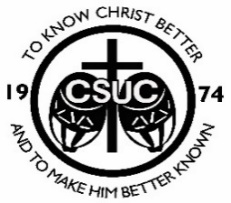 TO KNOW CHRIST BETTER
19 CSUC 74
AND TO MAKE HIM BETTER KNOWN